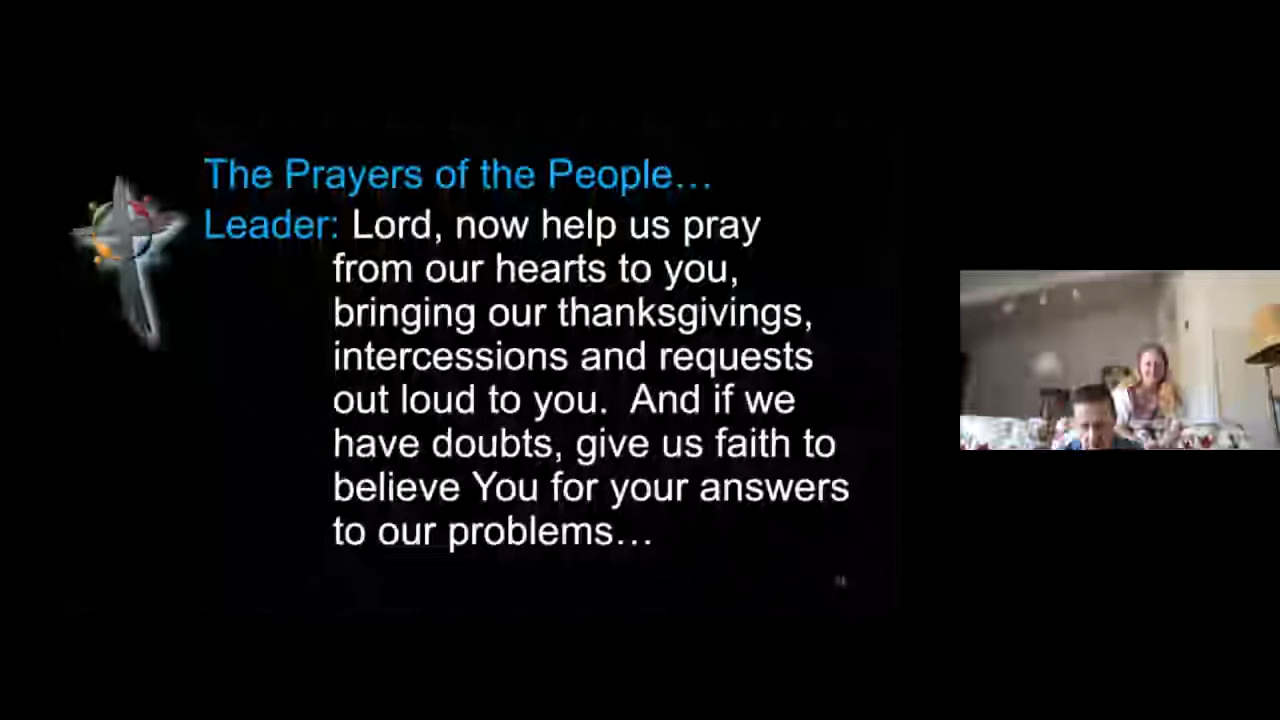 The Prayers of the People…
Leader: Lord, now help us pray
from our hearts to you,
bringing our thanksgivings,
intercessions and requests
out loud to you.  And if we
have doubts, give us faith to
believe You for your answers
to our problems…